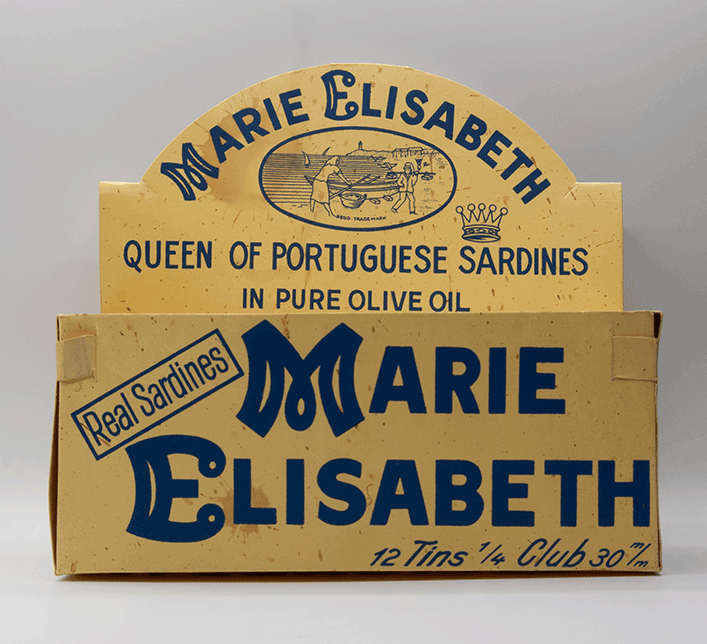 MARIE ELISABETH
REGD. TRADE MARK
QUEEN OF PORTUGUESE SARDINES
IN PURE OLIVE OIL
Real Sardines
MARIE
ELISABETH
12 Tins 1/4 Club 30 m/m